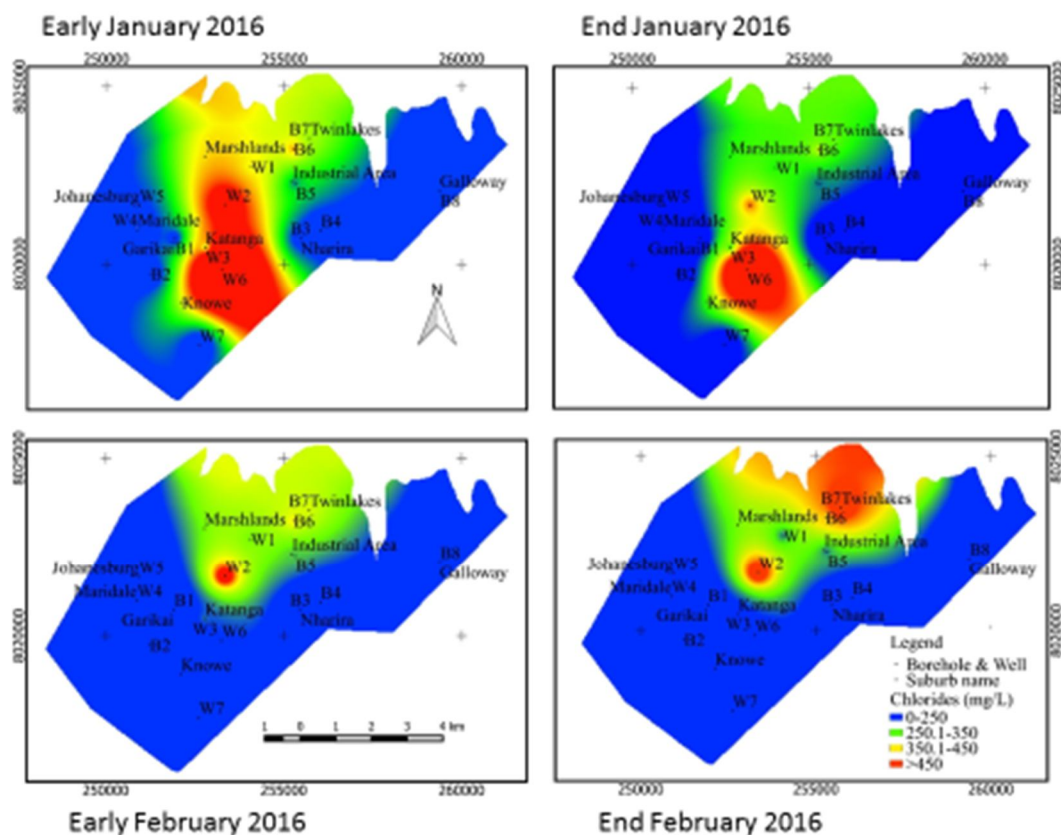 Early January 2016
End January 2016
250000 255000 260000
250000 255000 260000
8025000
8025000
B7Twinlakes
Marshlands B6
W1
Industrial Area
B5
Galloway
B8
JohanesburgW5
W2
W4Maridale
B3 B4
GarikaiB1
Katanga
Nharira
W3
B2
W6
Knowe
W7
N
8020000
B7Twinlakes
Marshlands B6
W1
Industrial Area
B5
Galloway
B8
JohanesburgW5
W2
W4Maridale
B3 B4
GarikaiB1
Katanga
Nharira
W3
B2
W6
Knowe
W7
8020000
8025000
8025000
B7Twinlakes
Marshlands B6
W1
Industrial Area
B5
B8
Galloway
JohanesburgW5
W2
MaridaleW4
B1
B3 B4
Garikai
Katanga
Nharira
W3 W6
B2
Knowe
W7
8020000
1 0 1 2 3 4 km
250000 255000 260000
Early February 2016
B7Twinlakes
Marshlands B6
W1
Industrial Area
B5
B8
Galloway
JohanesburgW5
W2
MaridaleW4
B1
B3 B4
Garikai
Katanga
Nharira
W3 W6
B2
Knowe
W7
8020000
Legend
Borehole & Well
Suburb name
Chlorides (mg/L)
0-250
250.1-350
350.1-450
>450
250000 255000 260000
End February 2016